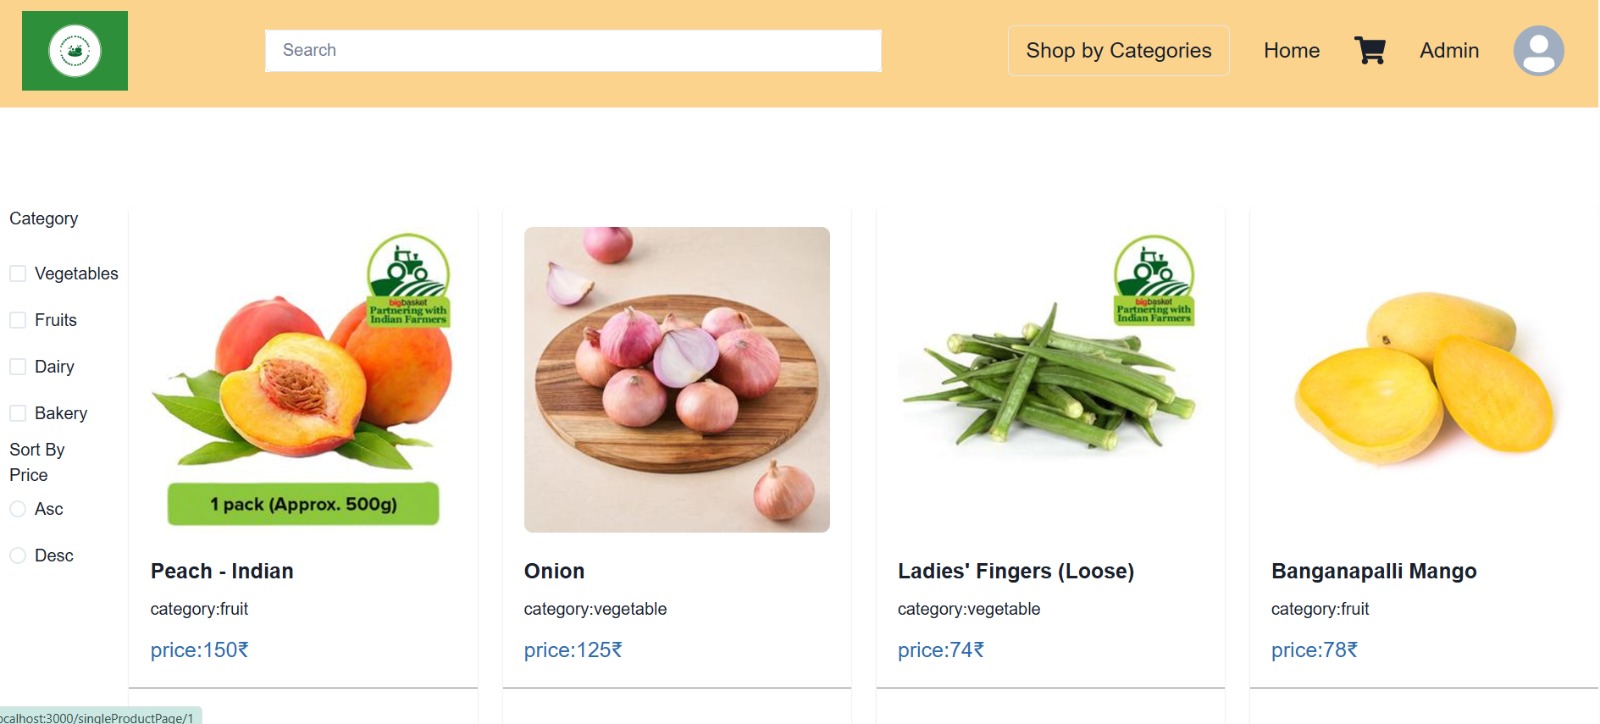 Search
Shop by Categories
Home
Admin
Category
Vegetables
Fruits
Dairy
Bakery
Sort By
Price
Asc
Desc
bigbasket
Partnering with
Indian Farmers
1 pack (Approx. 500g)
Peach - Indian
category:fruit
price:150₹
Onion
category:vegetable
price:125₹
bigbasket
Partnering with
Indian Farmers
Ladies' Fingers (Loose)
category:vegetable
price:74₹
Banganapalli Mango
category:fruit
price:78₹
ocalhost:3000/singleProductPage/1